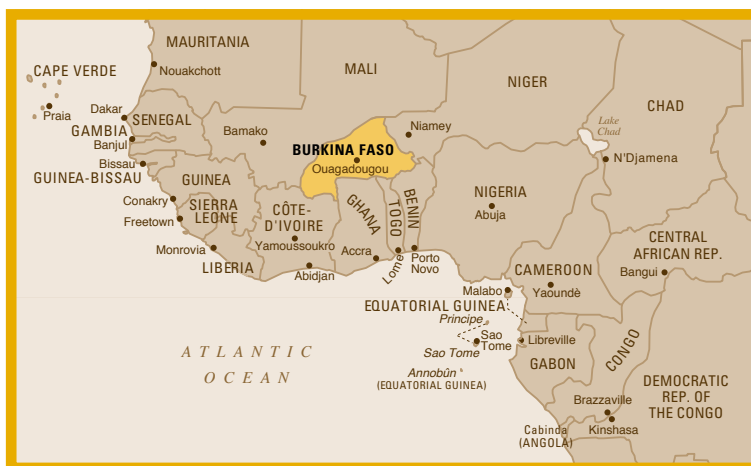 MAURITANIA
Nouakchott
CAPE VERDE
Praia
MALI
NIGER
CHAD
Lake
Chad
Dakar
SENEGAL
GAMBIA
Banjul
Bissau
GUINEA-BISSAU
Bamako
Niamey
BURKINA FASO
Ouagadougou
N'Djamena
GUINEA
Conakry
SIERRA
LEONE
Freetown
CÔTE-
D'IVOIRE
Yamoussoukro
GHANA
TOGO
BENIN
NIGERIA
Abuja
Monrovia
LIBERIA
Abidjan
Accra
Lome
Porto
Novo
CENTRAL
AFRICAN REP.
Bangui
CAMEROON
Yaoundè
Malabo
EQUATORIAL GUINEA
Principe
Sao
Tome
Sao Tome
Libreville
GABON
CONGO
Annobûn
(EQUATORIAL GUINEA)
ATLANTIC
OCEAN
DEMOCRATIC
REP. OF
THE CONGO
Brazzaville
Kinshasa
Cabinda
(ANGOLA)